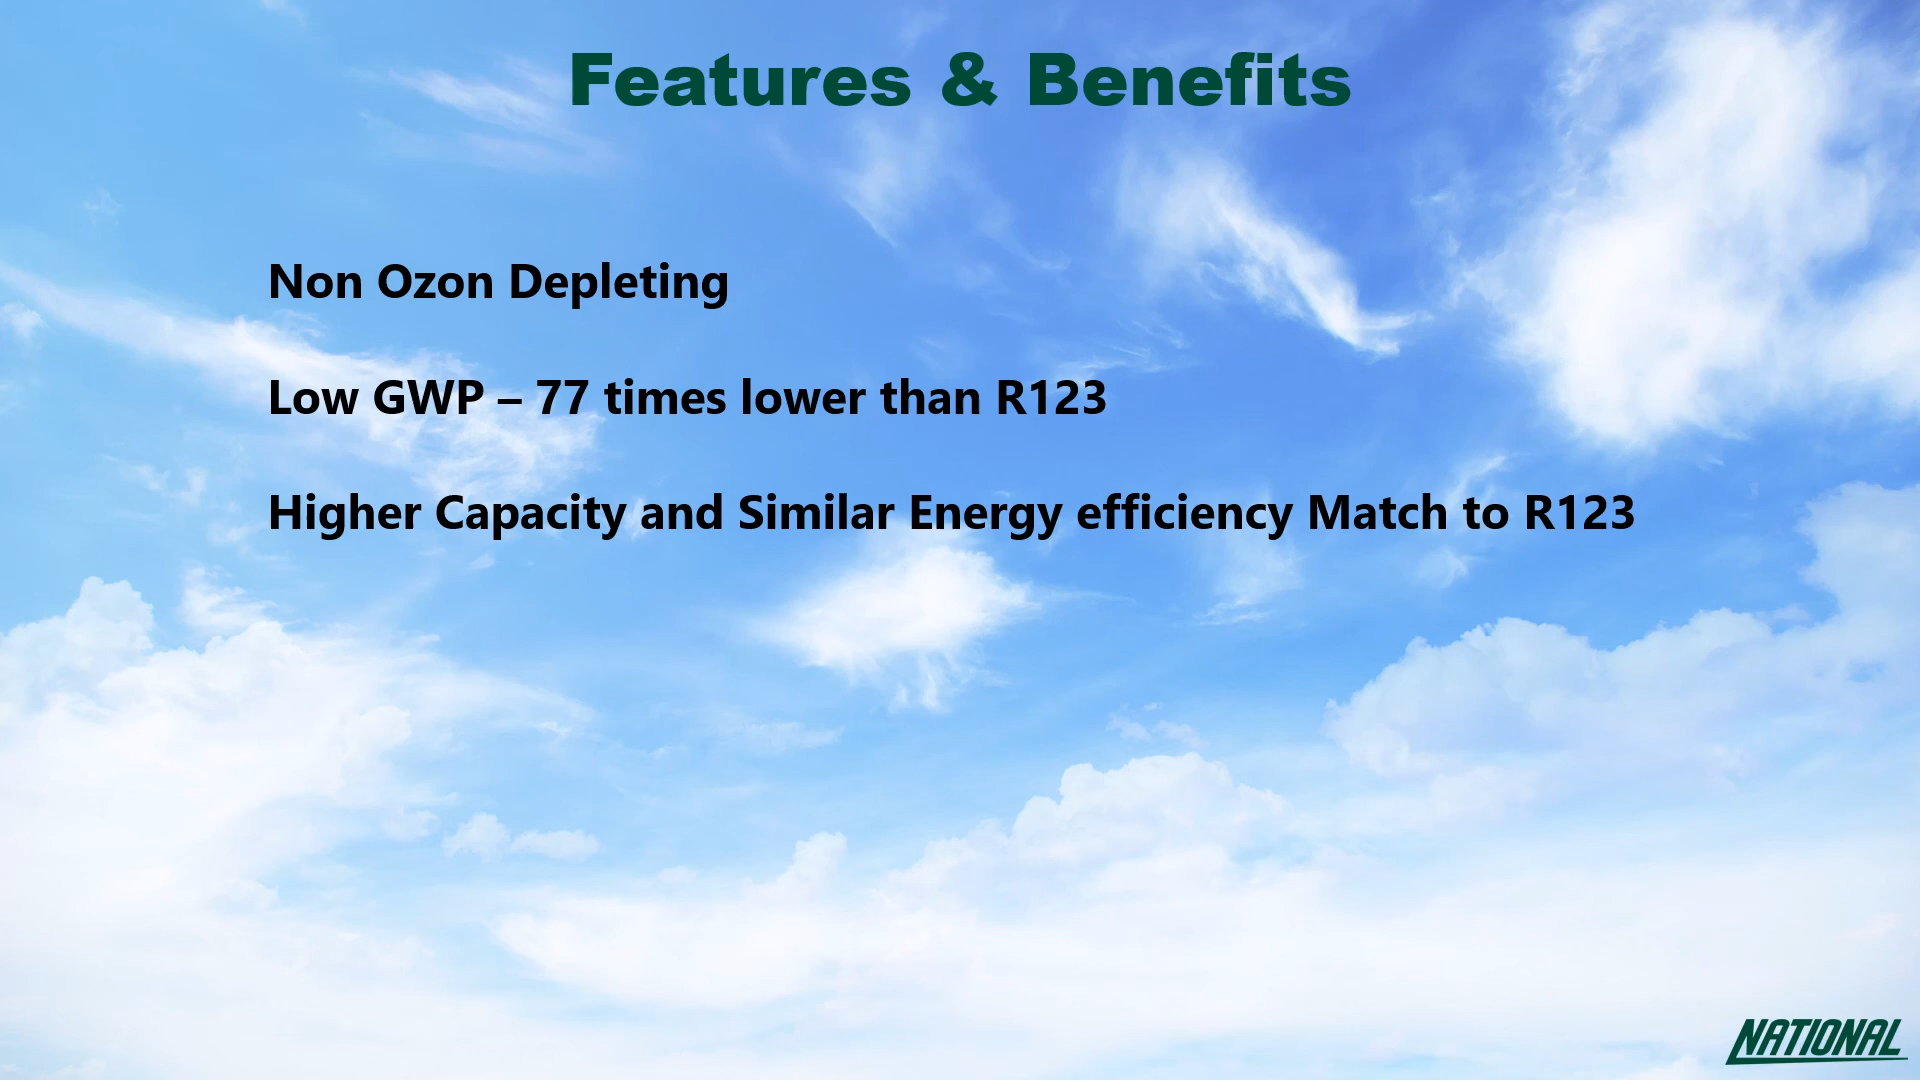 Features & Benefits
Non Ozon Depleting
Low GWP – 77 times lower than R123
Higher Capacity and Similar Energy efficiency Match to R123
NATIONAL